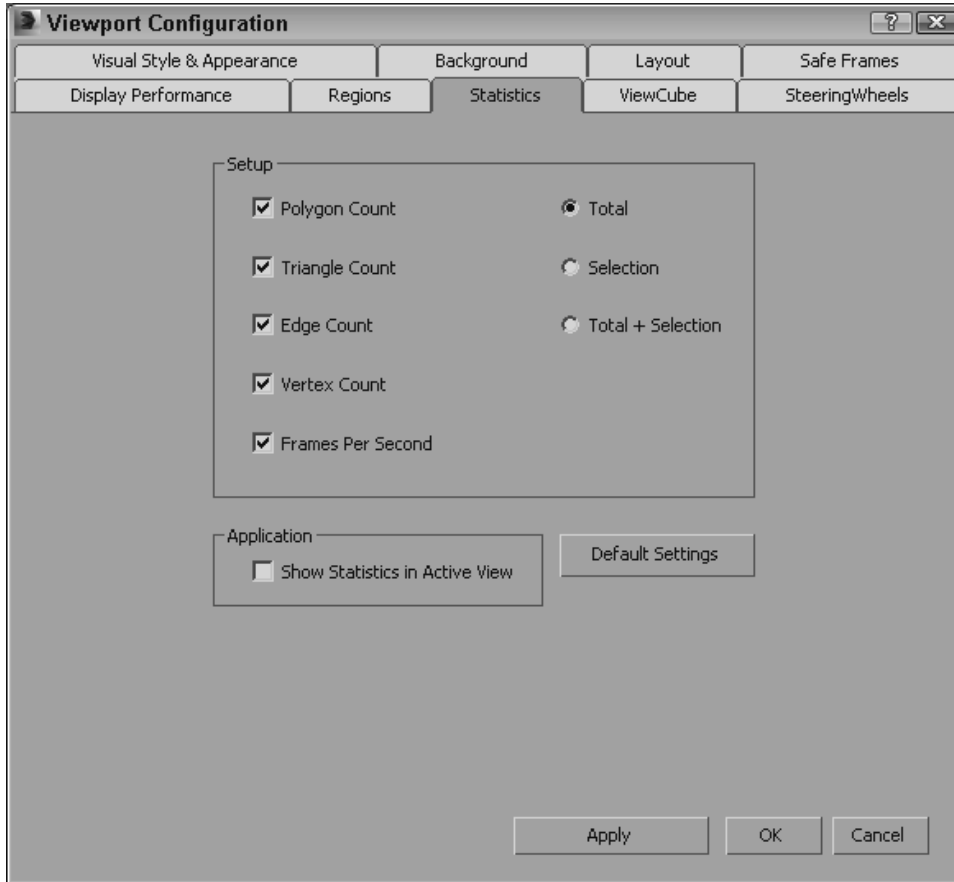 Viewport Configuration
Visual Style & Appearance Background Layout Safe Frames
Display Performance Regions Statistics ViewCube SteeringWheels
Setup
Polygon Count Total
Triangle Count Selection
Edge Count Total + Selection
Vertex Count
Frames Per Second
Application
Show Statistics in Active View
Default Settings
Apply OK Cancel